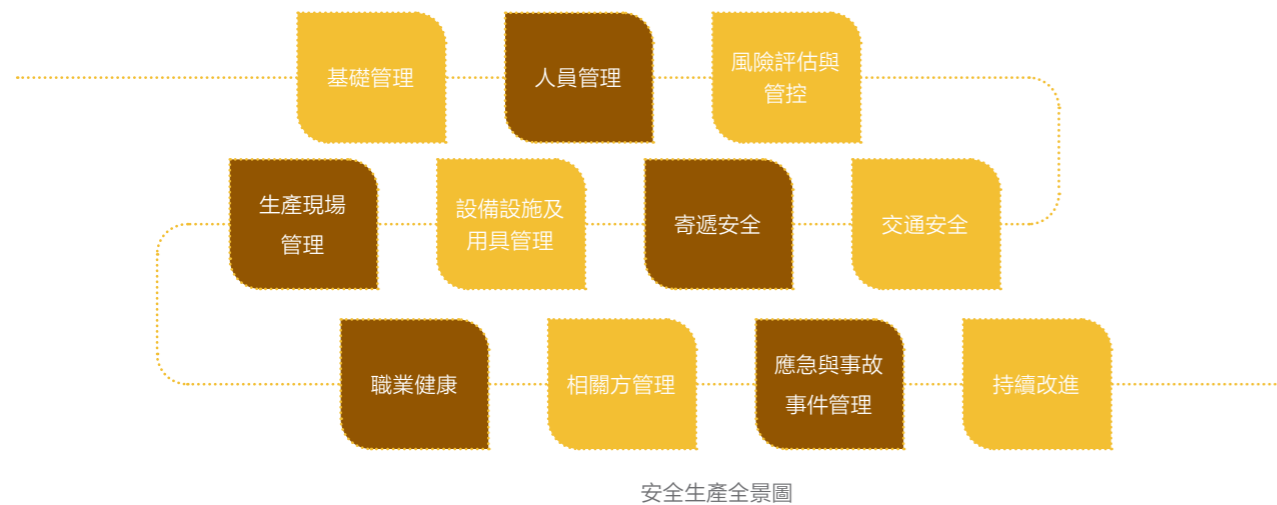 基礎管理
人員管理
風險評估與
管控
生產現場
管理
設備設施及
用具管理
寄遞安全
交通安全
職業健康
相關方管理
應急與事故
事件管理
持續改進
安全生產全景圖